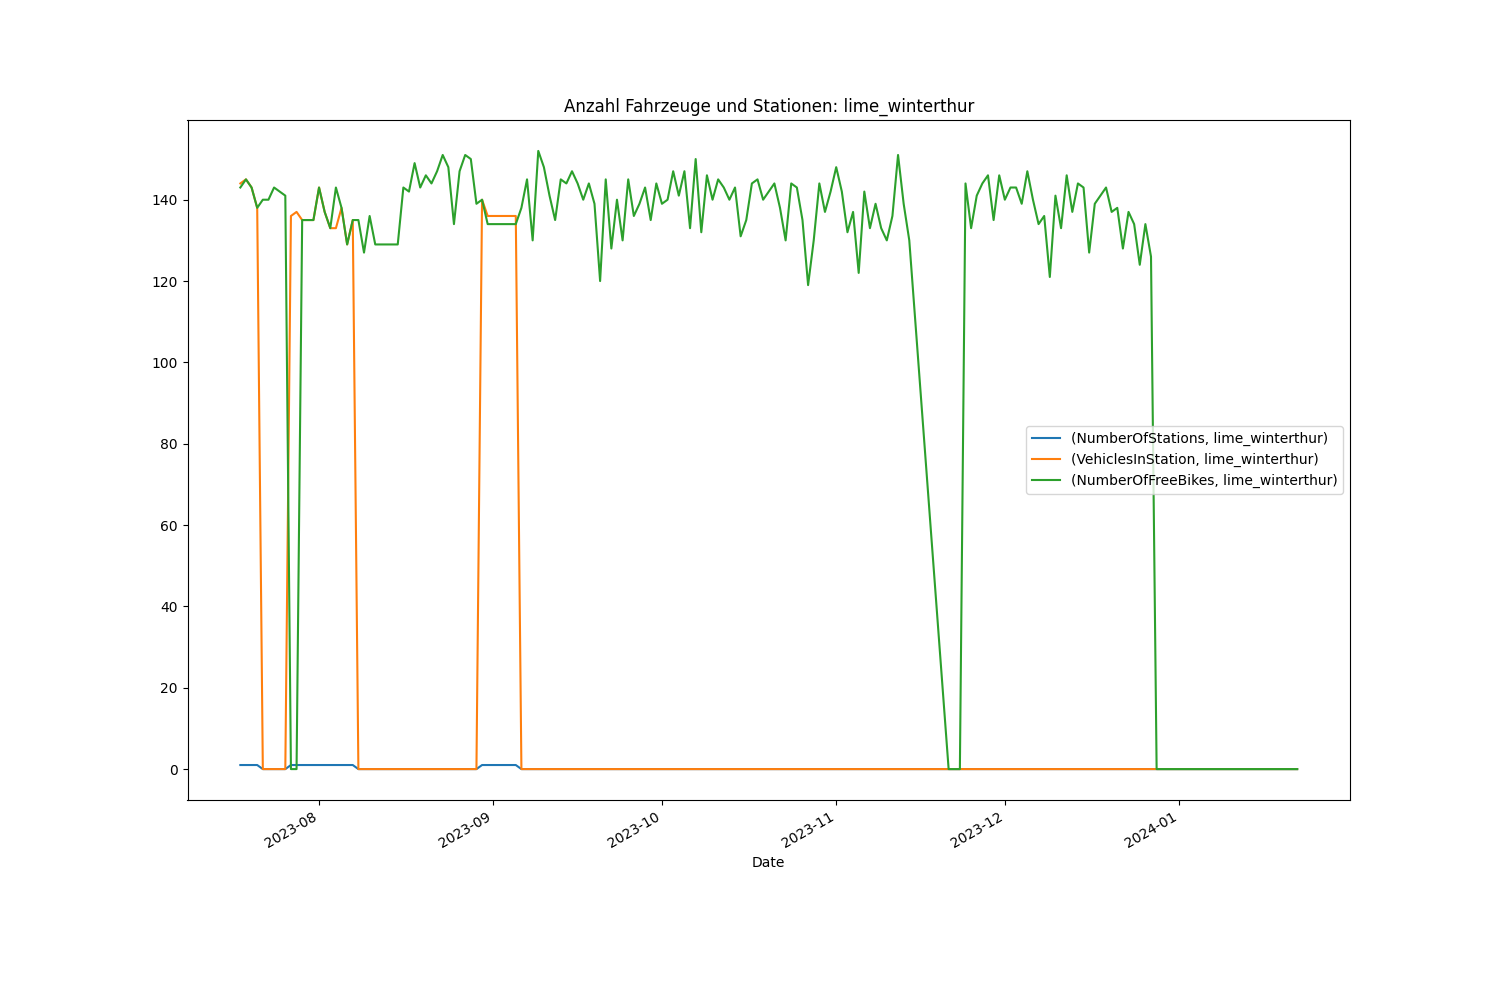 Anzahl Fahrzeuge und Stationen: lime_winterthur
140
120
100
80
60
40
20
0
(NumberOfStations, lime_winterthur)
(VehiclesInStation, lime_winterthur)
(NumberOfFreeBikes, lime_winterthur)
2023-08
2023-09
2023-10
2023-11
2023-12
2024-01
Date